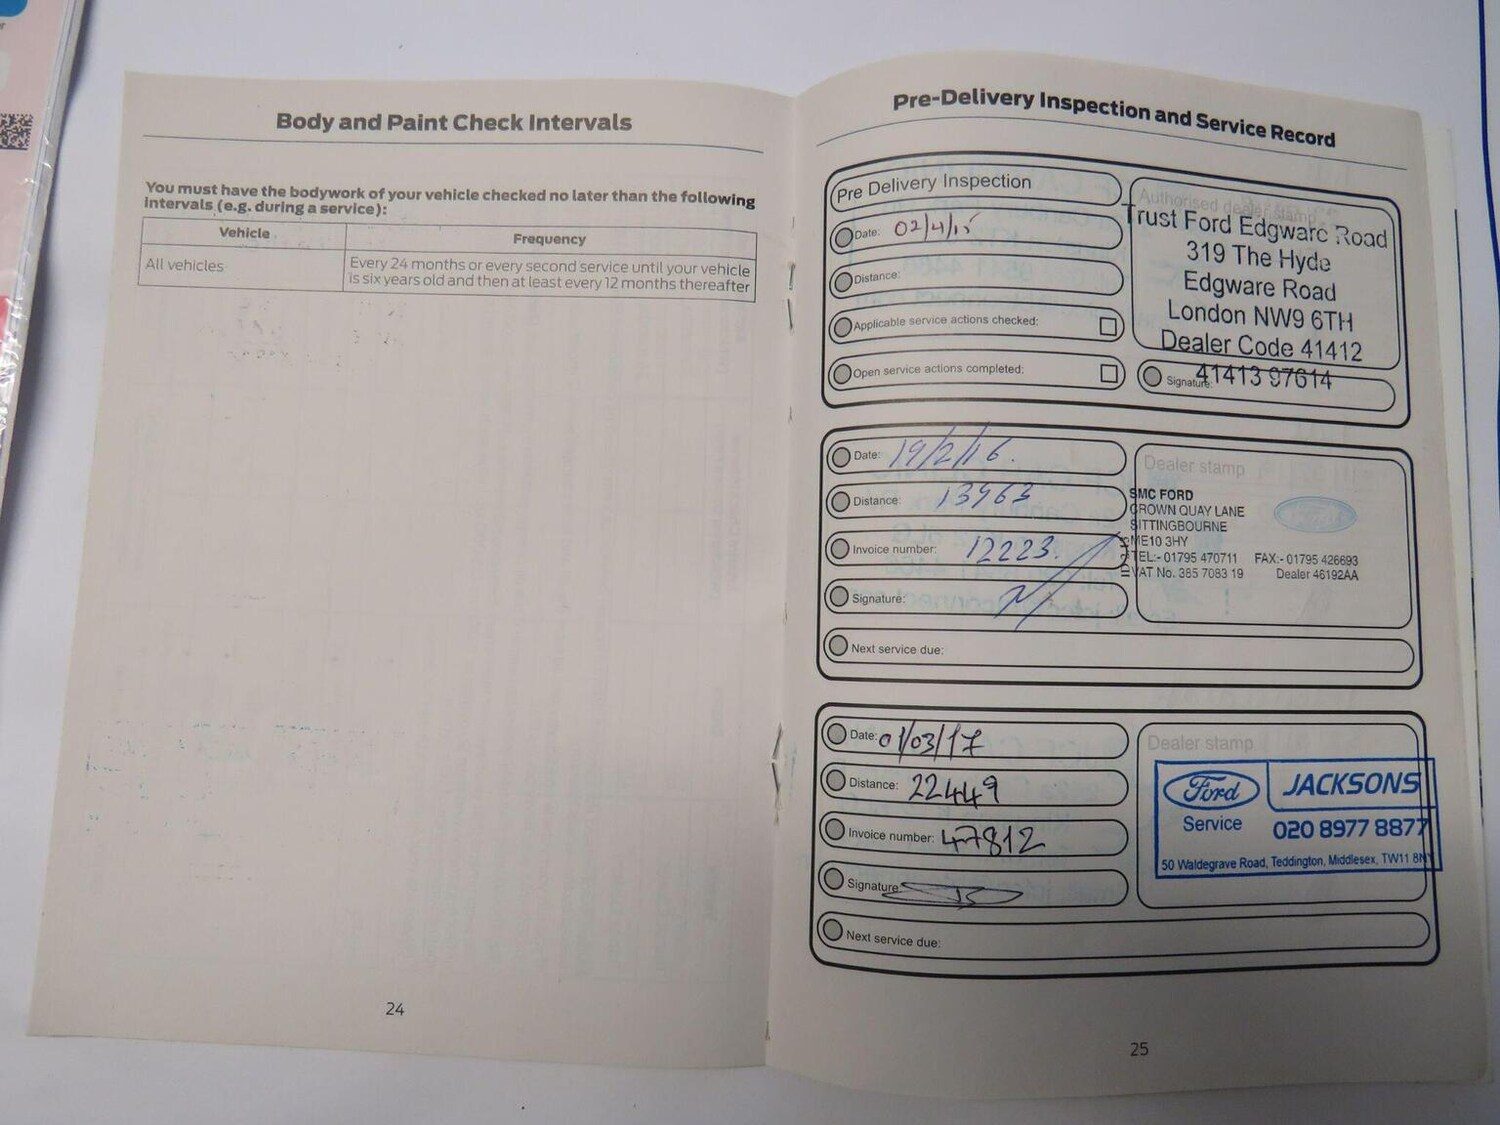 Body and Paint Check Intervals
You must have the bodywork of your vehicle checked no later than the following
intervals (e.g. during a service):
Vehicle
Frequency
All vehicles
Every 24 months or every second service until your vehicle
is six years old and then at least every 12 months thereafter
24
Pre-Delivery Inspection and Service Record
Pre Delivery Inspection
Date: 02/4/15
Distance:
Applicable service actions checked:
Open service actions completed:
Authorised dealer stamp
Trust Ford Edgware Road
319 The Hyde
Edgware Road
London NW9 6TH
Dealer Code 41412
41413 97614
Signature:
Date: 19/2/16.
Distance: 13963
Invoice number: 12223.
Signature:
Next service due:
Dealer stamp
Ford
SMC FORD
CROWN QUAY LANE
SITTINGBOURNE
ME10 3HY
TEL:- 01795 470711 FAX:- 01795 426693
VAT No. 385 7083 19 Dealer 46192AA
Date: 01/03/17
Distance: 22449
Invoice number: 47812
Signature:
Next service due:
Dealer stamp
Ford
Service
JACKSONS
020 8977 8877
50 Waldegrave Road, Teddington, Middlesex, TW11 8NY
25